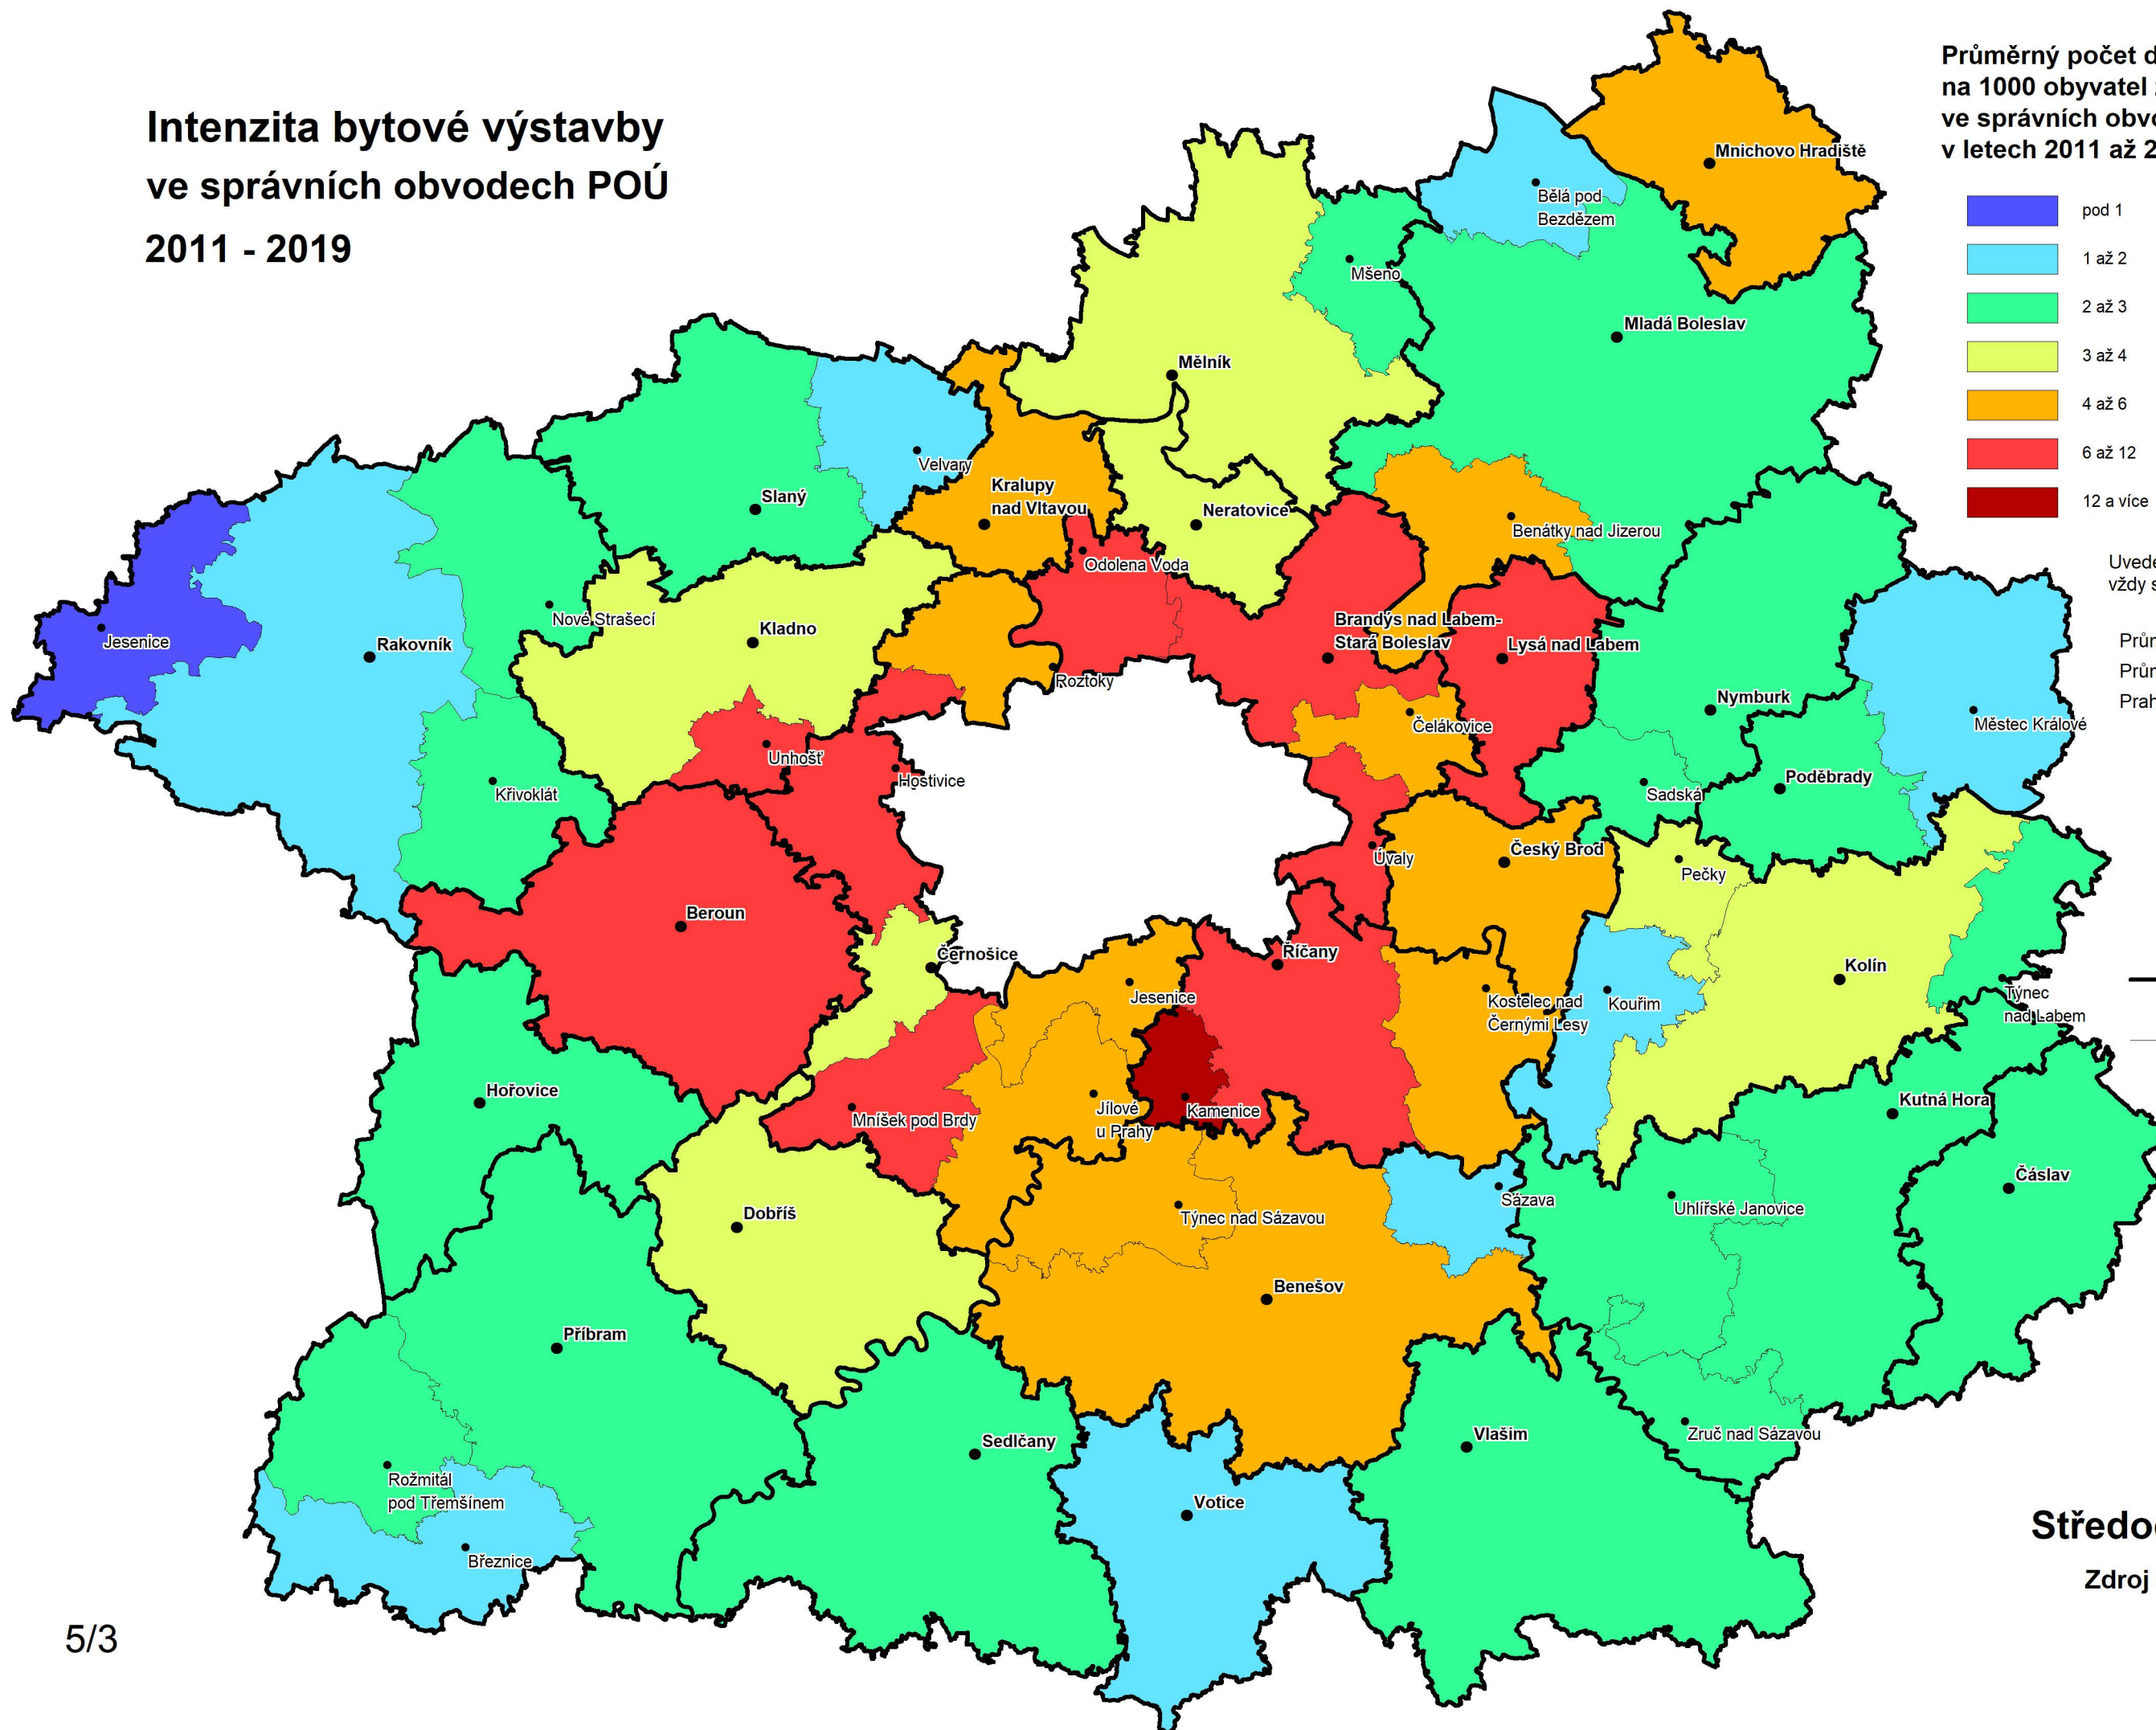 Intenzita bytové výstavby
ve správních obvodech POÚ
2011 - 2019
Průměrný počet d
na 1000 obyvatel
ve správních obvo
v letech 2011 až 2
pod 1
1 až 2
2 až 3
3 až 4
4 až 6
6 až 12
12 a více
Uvede
vždy s
Prům
Prům
Prah
Mnichovo Hradiště
Bělá pod
Bezdězem
Mšeno
Mladá Boleslav
Mělník
Velvary
Slaný
Kralupy
nad Vltavou
Neratovice
Benátky nad Jizerou
Odolena Voda
Nové Strašecí
Kladno
Brandýs nad Labem-
Stará Boleslav
Lysá nad Labem
Jesenice
Rakovník
Roztoky
Nymburk
Čelákovice
Městec Králové
Unhošť
Hostivice
Křivoklát
Sadská
Poděbrady
Úvaly
Český Brod
Pečky
Beroun
Černošice
Říčany
Kolín
Jesenice
Kostelec nad
Černými Lesy
Kouřim
Týnec
nad Labem
Hořovice
Mníšek pod Brdy
Jílové
u Prahy
Kamenice
Kutná Hora
Čáslav
Dobříš
Týnec nad Sázavou
Sázava
Uhlířské Janovice
Benešov
Příbram
Sedlčany
Vlašim
Zruč nad Sázavou
Rožmitál
pod Třemšínem
Votice
Březnice
Středo
Zdroj
5/3